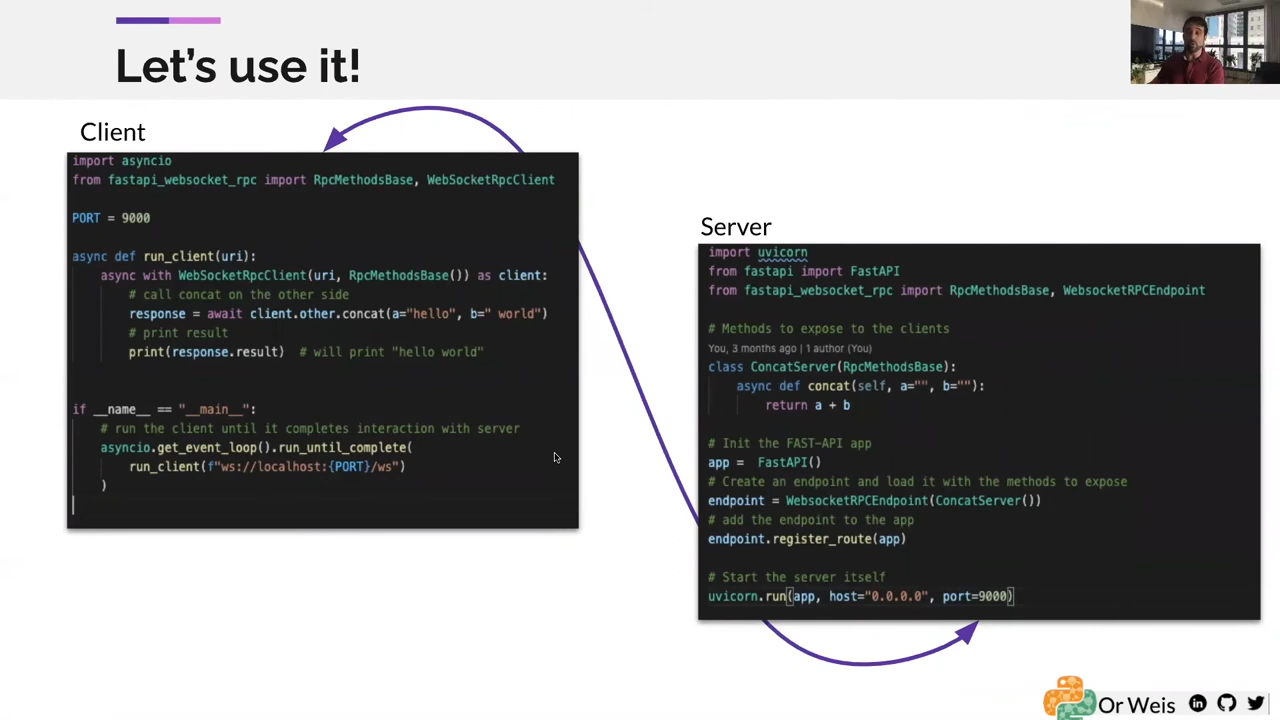 Let's use it!
Client
import asyncio
from fastapi_websocket_rpc import RpcMethodsBase, WebSocketRpcClient
PORT = 9000
async def run_client(uri):
async with WebSocketRpcClient(uri, RpcMethodsBase()) as client:
# call concat on the other side
response = await client.other.concat(a="hello", b=" world")
# print result
print(response.result)  # will print "hello world"
if __name__ == "__main__":
# run the client until it completes interaction with server
asyncio.get_event_loop().run_until_complete(
run_client(f"ws://localhost:{PORT}/ws")
)
Server
import uvicorn
from fastapi import FastAPI
from fastapi_websocket_rpc import RpcMethodsBase, WebsocketRPCEndpoint
# Methods to expose to the clients
You, 3 months ago | 1 author (You)
class ConcatServer(RpcMethodsBase):
async def concat(self, a="", b=""):
return a + b
# Init the FAST-API app
app =  FastAPI()
# Create an endpoint and load it with the methods to expose
endpoint = WebsocketRPCEndpoint(ConcatServer())
# add the endpoint to the app
endpoint.register_route(app)
# Start the server itself
uvicorn.run(app, host="0.0.0.0", port=9000)
Or Weis